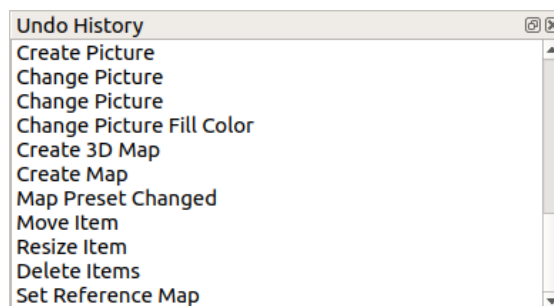 Undo History
Create Picture
Change Picture
Change Picture
Change Picture Fill Color
Create 3D Map
Create Map
Map Preset Changed
Move Item
Resize Item
Delete Items
Set Reference Map